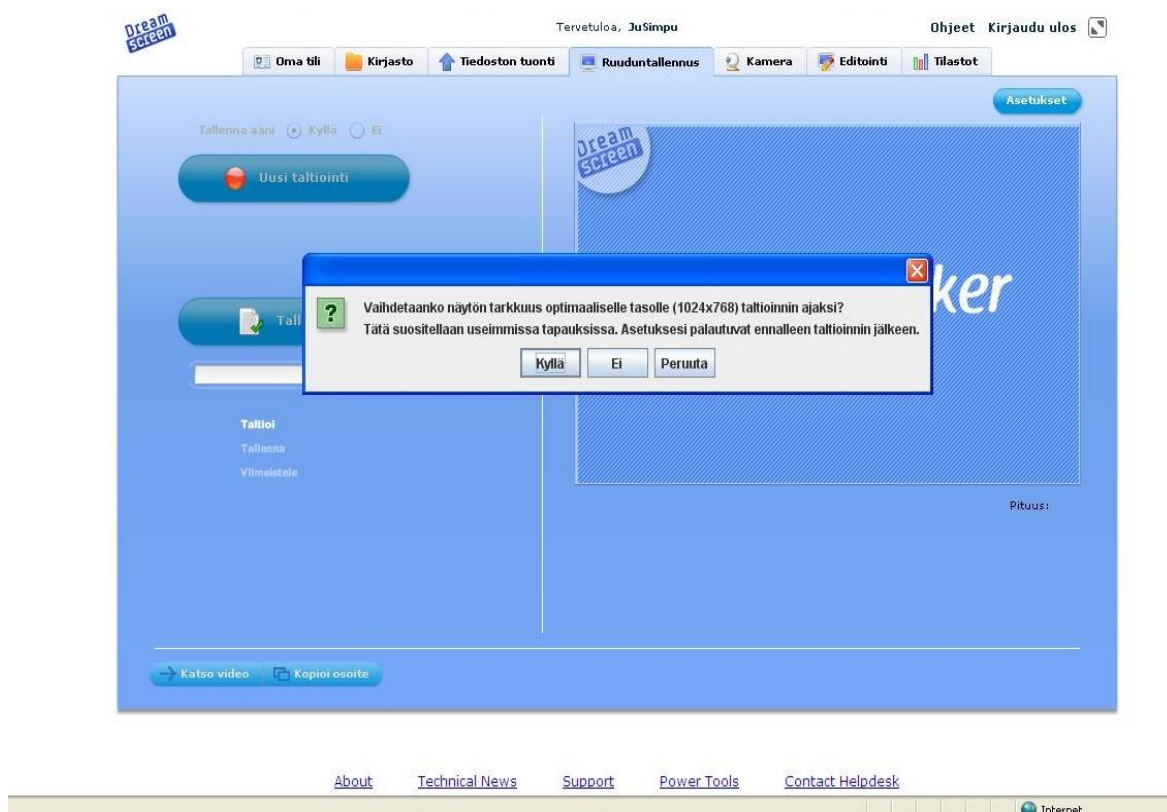 Dream
screen
Tervetuloa, JuSimpu
Ohjeet Kirjaudu ulos
Oma tili Kirjasto Tiedoston tuonti Ruuduntallennus Kamera Editointi Tilastot
Asetukset
Tallenna ääni Kyllä Ei
Dream
screen
Uusi taltiointi
ker
Vaihdetaanko näytön tarkkuus optimaaliselle tasolle (1024x768) taltioinnin ajaksi?
Tall
Tätä suositellaan useimmissa tapauksissa. Asetuksesi palautuvat ennalleen taltioinnin jälkeen.
Kyllä Ei Peruuta
Taltioi
Tallenna
Viimeistele
Pituus:
Katso video Kopioi osoite
About Technical News Support Power Tools Contact Helpdesk
Internet